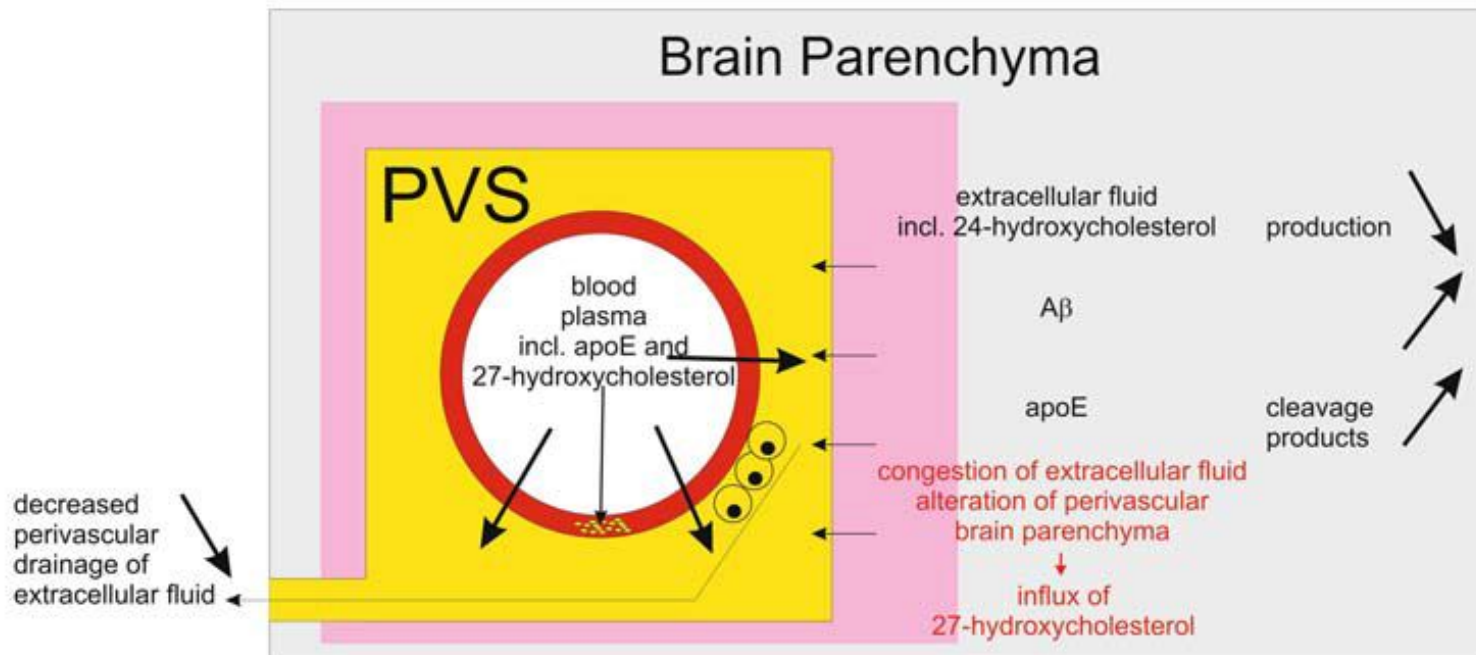 Brain Parenchyma
PVS
extracellular fluid
incl. 24-hydroxycholesterol production
blood
plasma
incl. apoE and
27-hydroxycholesterol
Aβ
apoE cleavage
products
congestion of extracellular fluid
alteration of perivascular
brain parenchyma
influx of
27-hydroxycholesterol
decreased
perivascular
drainage of
extracellular fluid